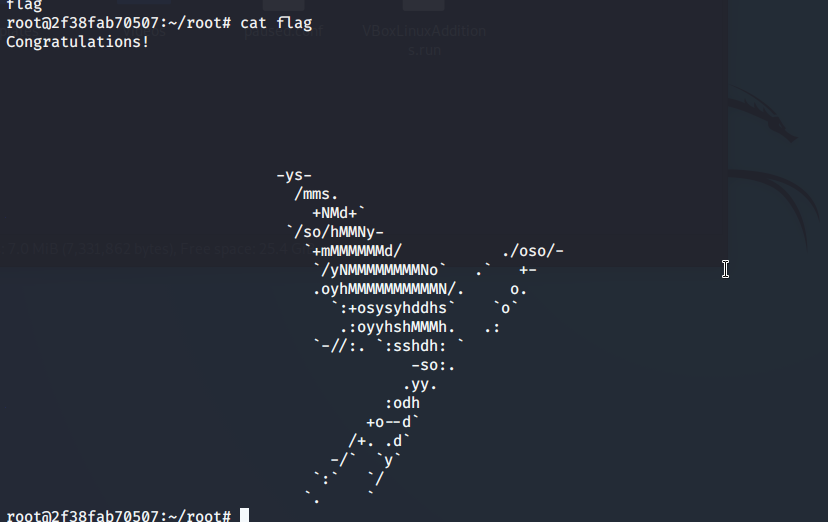 flag
root@2f38fab70507:~/root# cat flag
Congratulations!
-ys-
/mms.
+NMd+`
`/so/hMMNy-
`+mMMMMMMd/ ./oso/-
`/yNMMMMMMMMNo` .` +-
.oyhMMMMMMMMMMN/. o.
`:+osysyhddhs` `o`
.:oyyhshMMMh. .:
`-//:. `:sshdh: `
-so:.
.yy.
:odh
+o--d`
/+. .d`
-/` `y`
`:` `/
`. `
root@2f38fab70507:~/root#